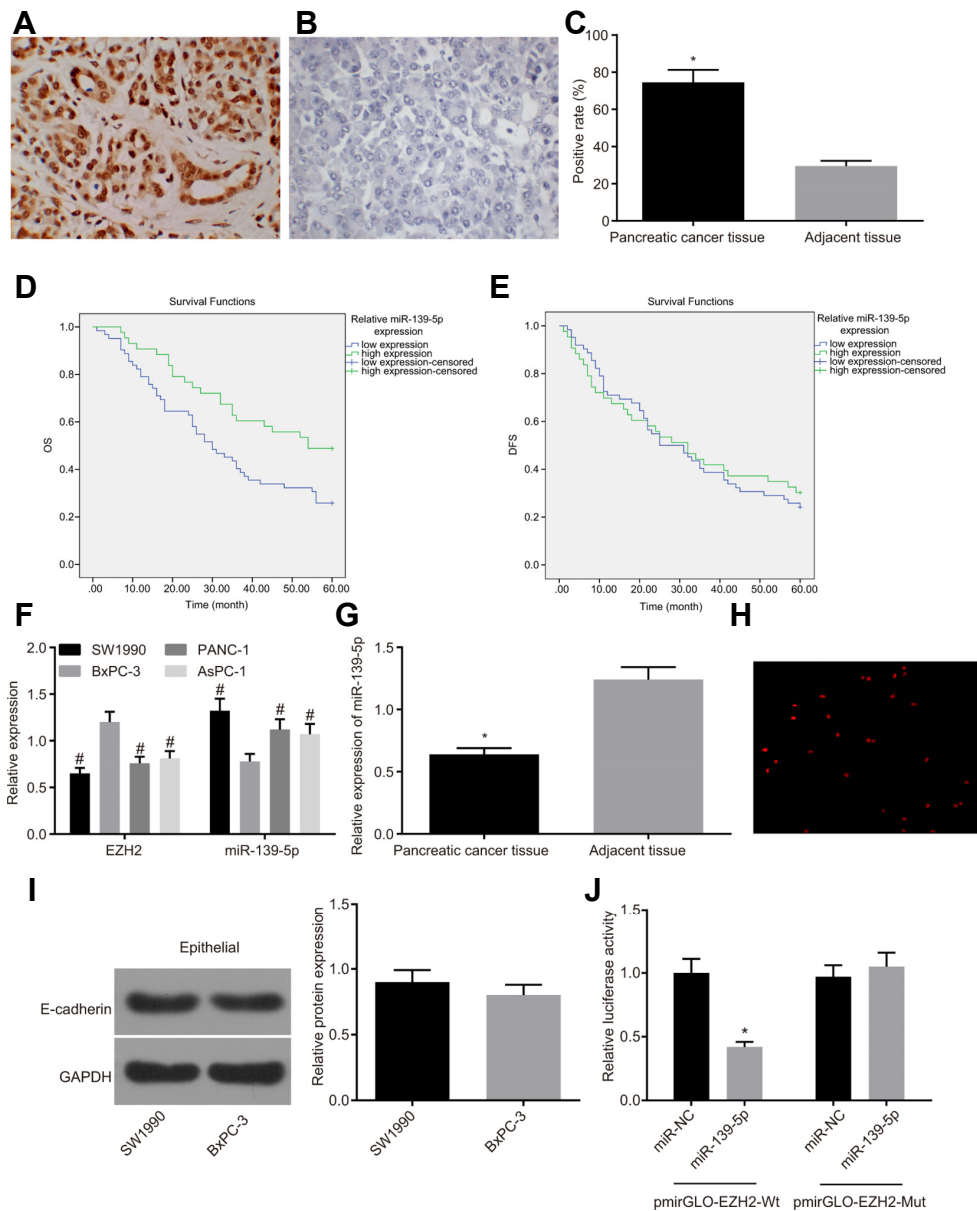 A
B
C
Positive rate (%)
100
80
60
40
20
0
*
Pancreatic cancer tissue
Adjacent tissue
D
Survival Functions
OS
1.0
0.8
0.6
0.4
0.2
0.0
.00
10.00
20.00
30.00
40.00
50.00
60.00
Time (month)
Relative miR-139-5p
expression
low expression
high expression
low expression-censored
high expression-censored
E
Survival Functions
DFS
1.0
0.8
0.6
0.4
0.2
0.0
.00
10.00
20.00
30.00
40.00
50.00
60.00
Time (month)
Relative miR-139-5p
expression
low expression
high expression
low expression-censored
high expression-censored
F
Relative expression
2.0
1.5
1.0
0.5
0.0
SW1990
PANC-1
BxPC-3
AsPC-1
# # # # # #
EZH2
miR-139-5p
G
Relative expression of miR-139-5p
1.5
1.0
0.5
0.0
*
Pancreatic cancer tissue
Adjacent tissue
H
I
Epithelial
E-cadherin
GAPDH
SW1990
BxPC-3
Relative protein expression
1.5
1.0
0.5
0.0
SW1990
BxPC-3
J
Relative luciferase activity
1.5
1.0
0.5
0.0
*
miR-NC
miR-139-5p
miR-NC
miR-139-5p
pmirGLO-EZH2-Wt
pmirGLO-EZH2-Mut